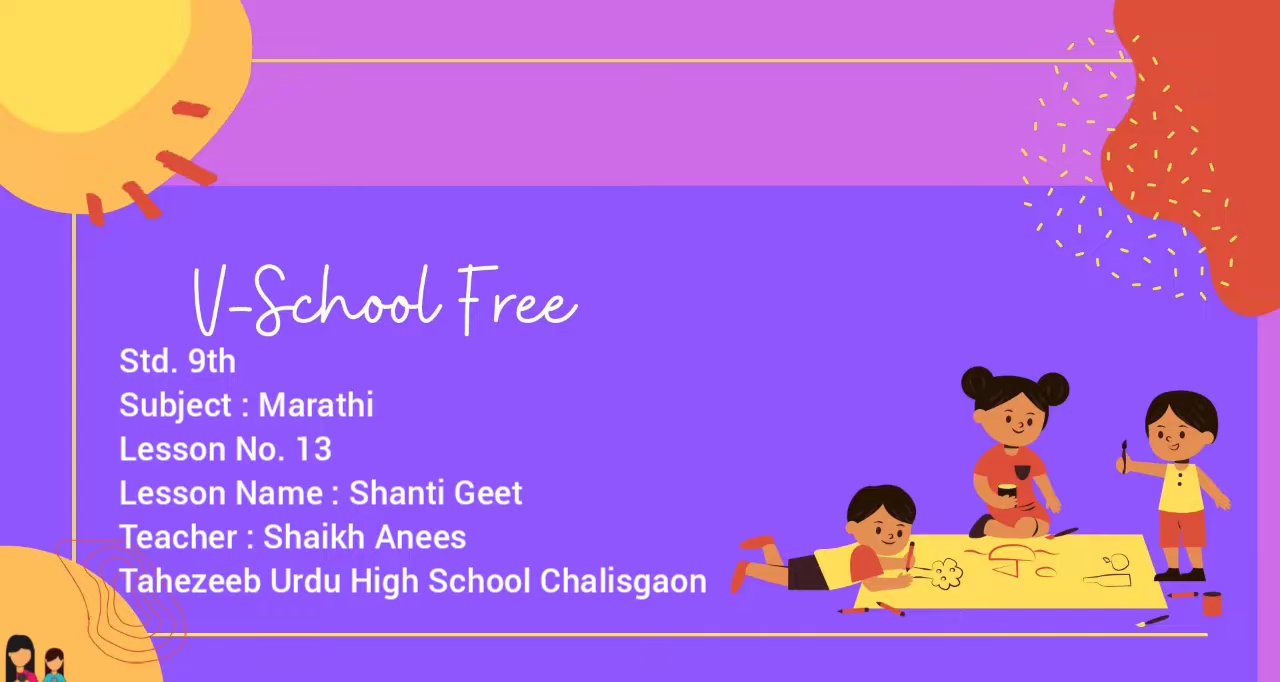 V-School Free
Std. 9th
Subject : Marathi
Lesson No. 13
Lesson Name : Shanti Geet
Teacher : Shaikh Anees
Tahezeeb Urdu High School Chalisgaon